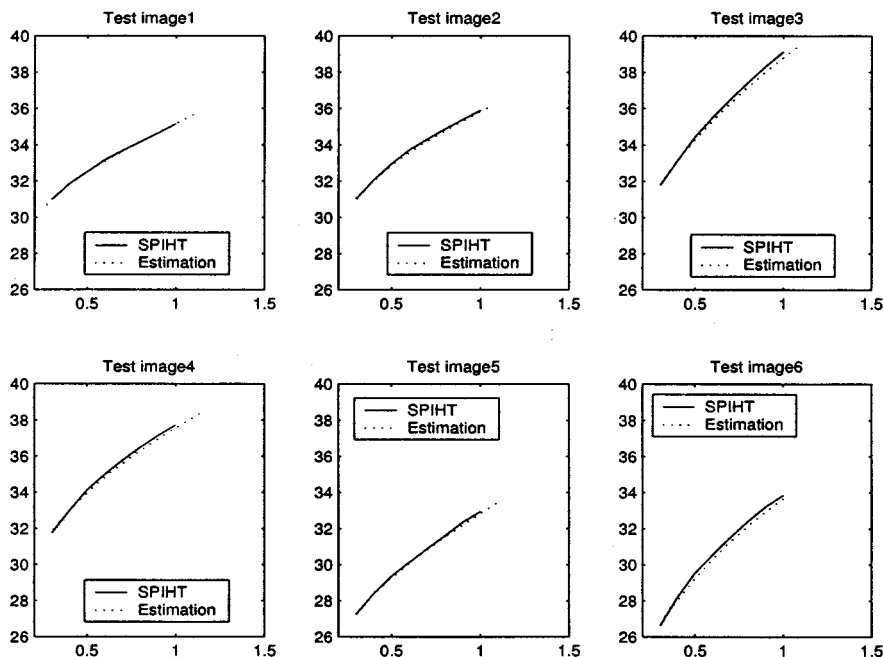 Test image1
40
38
36
34
32
30
28
26
0.5 1 1.5
SPIHT
Estimation
Test image2
40
38
36
34
32
30
28
26
0.5 1 1.5
SPIHT
Estimation
Test image3
40
38
36
34
32
30
28
26
0.5 1 1.5
SPIHT
Estimation
Test image4
40
38
36
34
32
30
28
26
0.5 1 1.5
SPIHT
Estimation
Test image5
40
38
36
34
32
30
28
26
0.5 1 1.5
SPIHT
Estimation
Test image6
40
38
36
34
32
30
28
26
0.5 1 1.5
SPIHT
Estimation